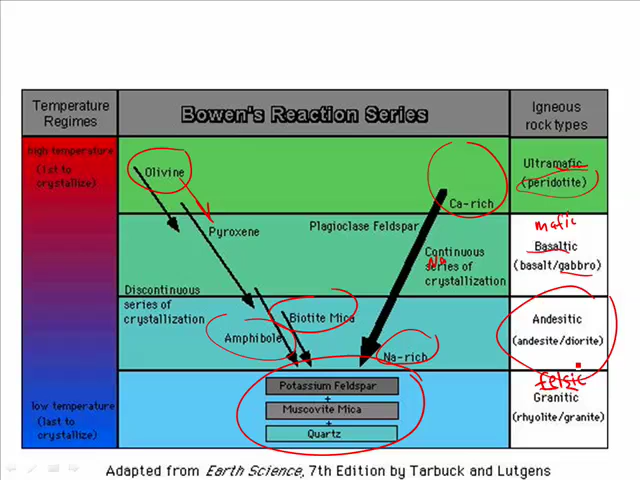 Temperature
Regimes
Bowen's Reaction Series
Igneous
rock types
high temperature
(1st to
crystallize)
Olivine
Ca-rich
Ultramafic
(peridotite)
Pyroxene
Plagioclase Feldspar
mafic
Basaltic
(basalt/gabbro)
Continuous
series of
crystallization
Na
Discontinuous
series of
crystallization
Biotite Mica
Amphibole
Na-rich
Andesitic
(andesite/diorite)
felsic
Potassium Feldspar
+
Muscovite Mica
+
Quartz
low temperature
(last to
crystallize)
Granitic
(rhyolite/granite)
Adapted from Earth Science, 7th Edition by Tarbuck and Lutgens